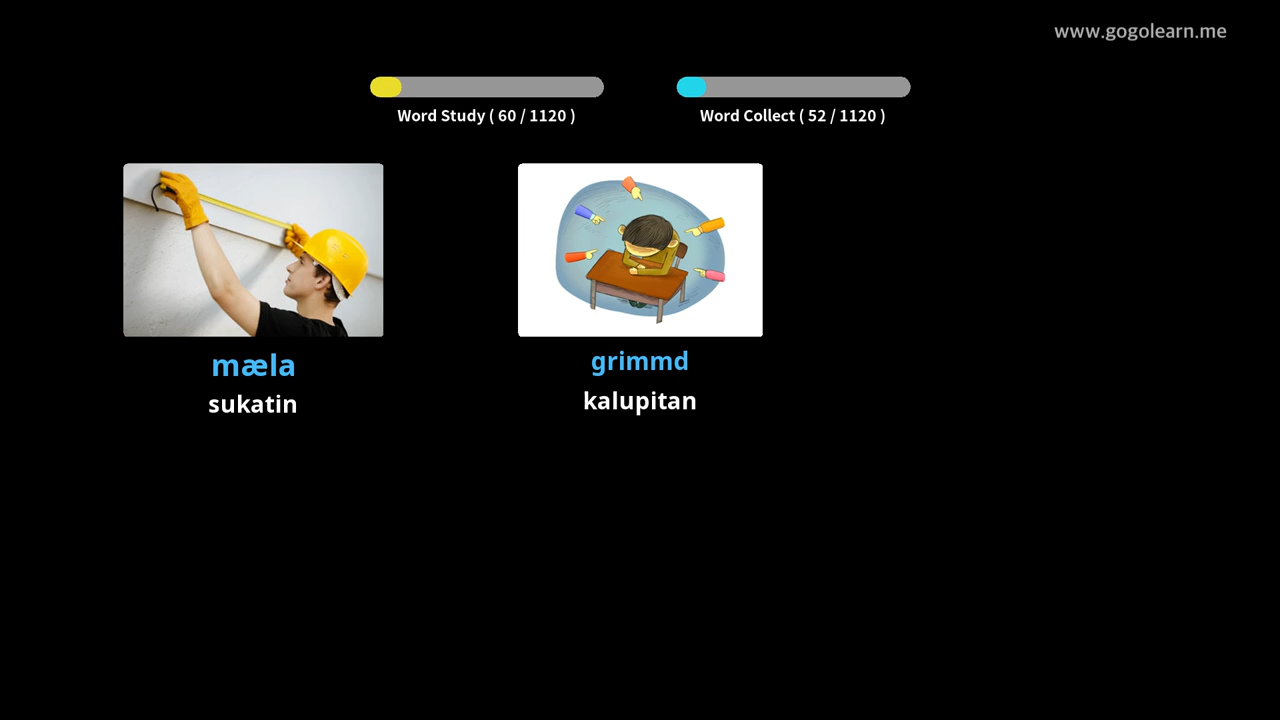 www.gogolearn.me
Word Study ( 60 / 1120 )
Word Collect ( 52 / 1120 )
mæla
sukatin
grimmd
kalupitan